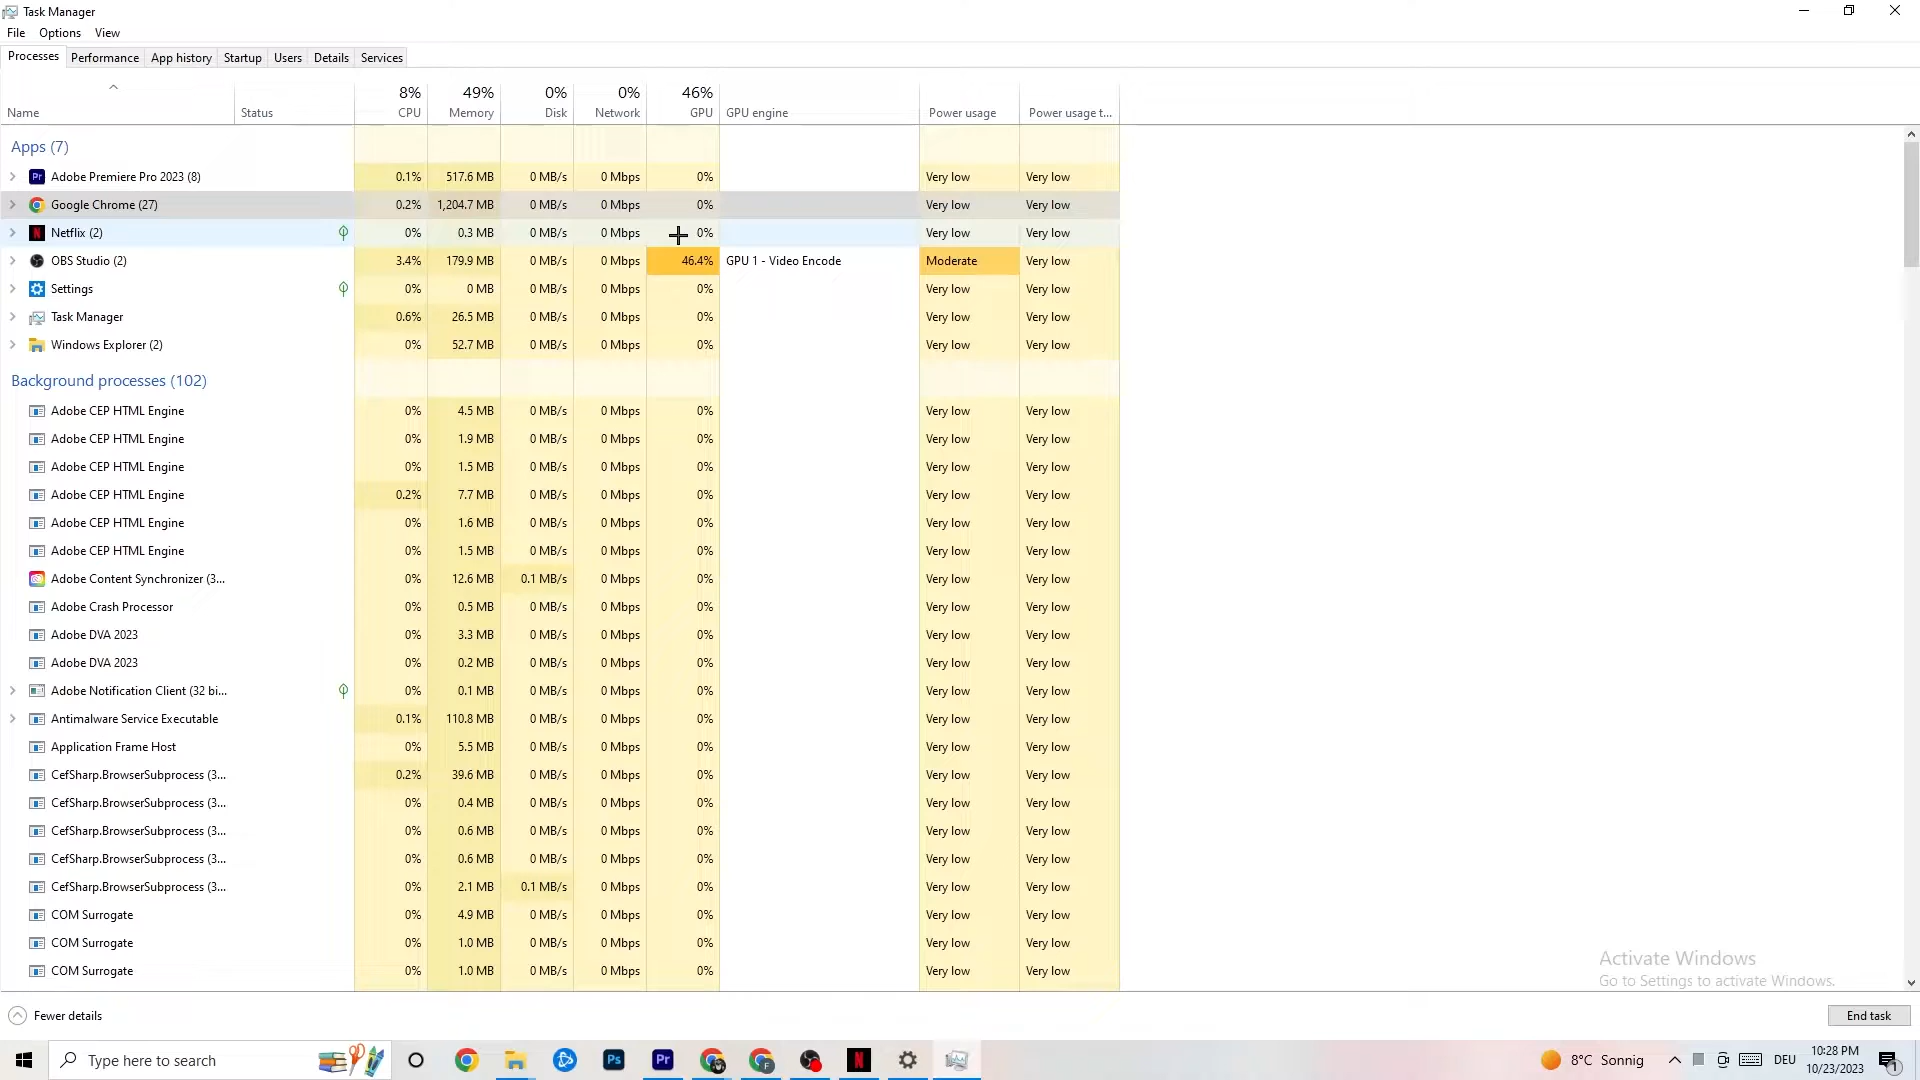 Task Manager
File Options View
Processes Performance App history Startup Users Details Services
8% 49% 0% 0% 46%
Name Status CPU Memory Disk Network GPU GPU engine Power usage Power usage t...
Apps (7)
Adobe Premiere Pro 2023 (8) 0.1% 517.6 MB 0 MB/s 0 Mbps 0% Very low Very low
Google Chrome (27) 0.2% 1,204.7 MB 0 MB/s 0 Mbps 0% Very low Very low
Netflix (2) 0% 0.3 MB 0 MB/s 0 Mbps 0% Very low Very low
OBS Studio (2) 3.4% 179.9 MB 0 MB/s 0 Mbps 46.4% GPU 1 - Video Encode Moderate Very low
Settings 0% 0 MB 0 MB/s 0 Mbps 0% Very low Very low
Task Manager 0.6% 26.5 MB 0 MB/s 0 Mbps 0% Very low Very low
Windows Explorer (2) 0% 52.7 MB 0 MB/s 0 Mbps 0% Very low Very low
Background processes (102)
Adobe CEP HTML Engine 0% 4.5 MB 0 MB/s 0 Mbps 0% Very low Very low
Adobe CEP HTML Engine 0% 1.9 MB 0 MB/s 0 Mbps 0% Very low Very low
Adobe CEP HTML Engine 0% 1.5 MB 0 MB/s 0 Mbps 0% Very low Very low
Adobe CEP HTML Engine 0.2% 7.7 MB 0 MB/s 0 Mbps 0% Very low Very low
Adobe CEP HTML Engine 0% 1.6 MB 0 MB/s 0 Mbps 0% Very low Very low
Adobe CEP HTML Engine 0% 1.5 MB 0 MB/s 0 Mbps 0% Very low Very low
Adobe Content Synchronizer (3... 0% 12.6 MB 0.1 MB/s 0 Mbps 0% Very low Very low
Adobe Crash Processor 0% 0.5 MB 0 MB/s 0 Mbps 0% Very low Very low
Adobe DVA 2023 0% 3.3 MB 0 MB/s 0 Mbps 0% Very low Very low
Adobe DVA 2023 0% 0.2 MB 0 MB/s 0 Mbps 0% Very low Very low
Adobe Notification Client (32 bi... 0% 0.1 MB 0 MB/s 0 Mbps 0% Very low Very low
Antimalware Service Executable 0.1% 110.8 MB 0 MB/s 0 Mbps 0% Very low Very low
Application Frame Host 0% 5.5 MB 0 MB/s 0 Mbps 0% Very low Very low
CefSharp.BrowserSubprocess (3... 0.2% 39.6 MB 0 MB/s 0 Mbps 0% Very low Very low
CefSharp.BrowserSubprocess (3... 0% 0.4 MB 0 MB/s 0 Mbps 0% Very low Very low
CefSharp.BrowserSubprocess (3... 0% 0.6 MB 0 MB/s 0 Mbps 0% Very low Very low
CefSharp.BrowserSubprocess (3... 0% 0.6 MB 0 MB/s 0 Mbps 0% Very low Very low
CefSharp.BrowserSubprocess (3... 0% 2.1 MB 0.1 MB/s 0 Mbps 0% Very low Very low
COM Surrogate 0% 4.9 MB 0 MB/s 0 Mbps 0% Very low Very low
COM Surrogate 0% 1.0 MB 0 MB/s 0 Mbps 0% Very low Very low
COM Surrogate 0% 1.0 MB 0 MB/s 0 Mbps 0% Very low Very low
Activate Windows
Go to Settings to activate Windows.
Fewer details End task
Type here to search Ps Pr 8°C Sonnig DEU 10:28 PM
10/23/2023